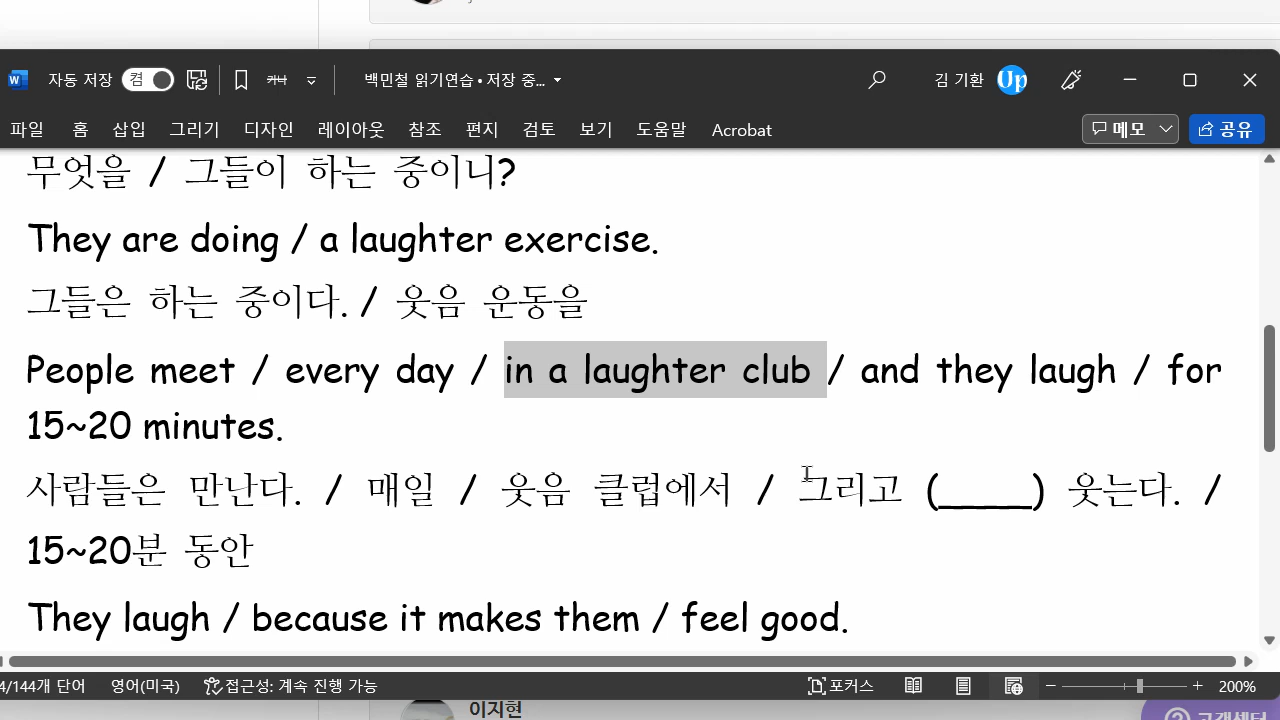 자동 저장 켬 가나 백민철 읽기연습 • 저장 중... 김 기환 Up
파일 홈 삽입 그리기 디자인 레이아웃 참조 편지 검토 보기 도움말 Acrobat 메모 공유
무엇을 / 그들이 하는 중이니?
They are doing / a laughter exercise.
그들은 하는 중이다. / 웃음 운동을
People meet / every day / in a laughter club / and they laugh / for
15~20 minutes.
사람들은 만난다. / 매일 / 웃음 클럽에서 / 그리고 (_____) 웃는다. /
15~20분 동안
They laugh / because it makes them / feel good.
4/144개 단어 영어(미국) 접근성: 계속 진행 가능 포커스 200%
이지현
고객센터